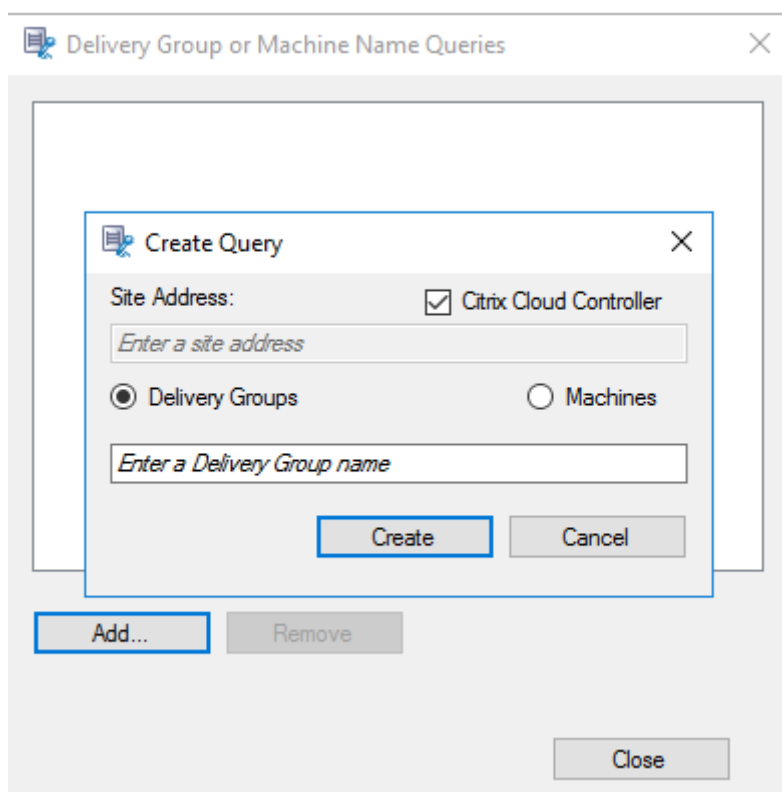 Delivery Group or Machine Name Queries
Create Query
Site Address:
Citrix Cloud Controller
Enter a site address
Delivery Groups
Machines
Enter a Delivery Group name
Create
Cancel
Add...
Remove
Close